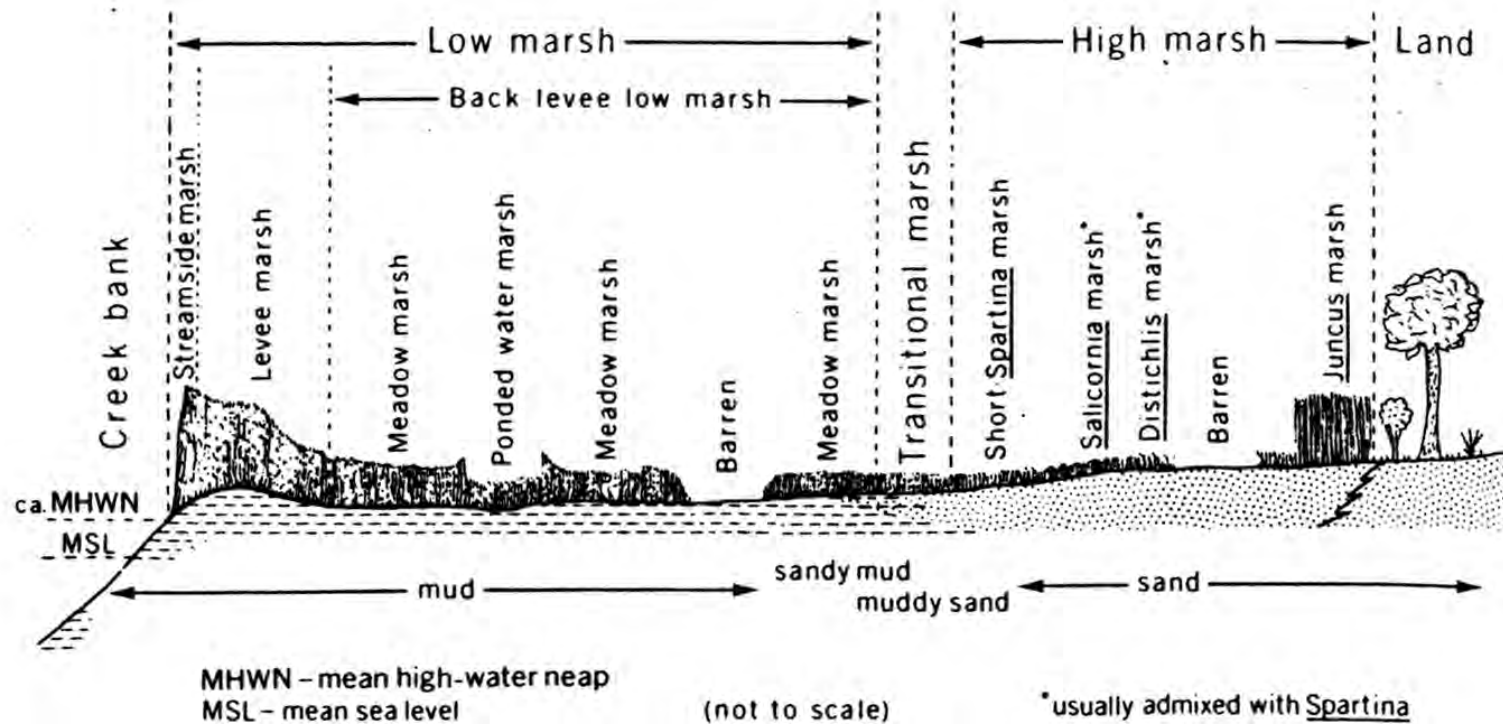 Low marsh
High marsh
Land
Back levee low marsh
Creek bank
Streamside marsh
Levee marsh
Meadow marsh
Ponded water marsh
Meadow marsh
Barren
Meadow marsh
Transitional marsh
Short Spartina marsh
Salicornia marsh*
Distichlis marsh*
Barren
Juncus marsh
ca. MHWN
MSL
mud
sandy mud
muddy sand
sand
MHWN – mean high-water neap
MSL – mean sea level
(not to scale)
*usually admixed with Spartina